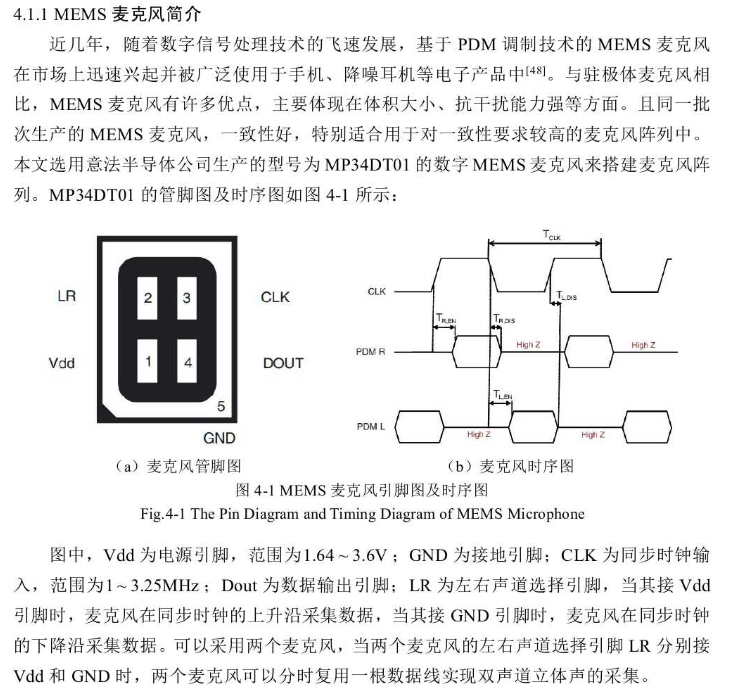 4.1.1 MEMS 麦克风简介
近几年，随着数字信号处理技术的飞速发展，基于 PDM 调制技术的 MEMS 麦克风
在市场上迅速兴起并被广泛使用于手机、降噪耳机等电子产品中[48]。与驻极体麦克风相
比，MEMS 麦克风有许多优点，主要体现在体积大小、抗干扰能力强等方面。且同一批
次生产的 MEMS 麦克风，一致性好，特别适合用于对一致性要求较高的麦克风阵列中。
本文选用意法半导体公司生产的型号为 MP34DT01 的数字 MEMS 麦克风来搭建麦克风阵
列。MP34DT01 的管脚图及时序图如图 4-1 所示：
LR
2
3
CLK
Vdd
1
4
DOUT
5
GND
TCLK
CLK
TL,DIS
TR,EN
TR,DIS
PDM R
High Z
High Z
TL,EN
PDM L
High Z
High Z
（a）麦克风管脚图
（b）麦克风时序图
图 4-1 MEMS 麦克风引脚图及时序图
Fig.4-1 The Pin Diagram and Timing Diagram of MEMS Microphone
图中，Vdd 为电源引脚，范围为1.64 ~ 3.6V；GND 为接地引脚；CLK 为同步时钟输
入，范围为1 ~ 3.25MHz；Dout 为数据输出引脚；LR 为左右声道选择引脚，当其接 Vdd
引脚时，麦克风在同步时钟的上升沿采集数据，当其接 GND 引脚时，麦克风在同步时钟
的下降沿采集数据。可以采用两个麦克风，当两个麦克风的左右声道选择引脚 LR 分别接
Vdd 和 GND 时，两个麦克风可以分时复用一根数据线实现双声道立体声的采集。